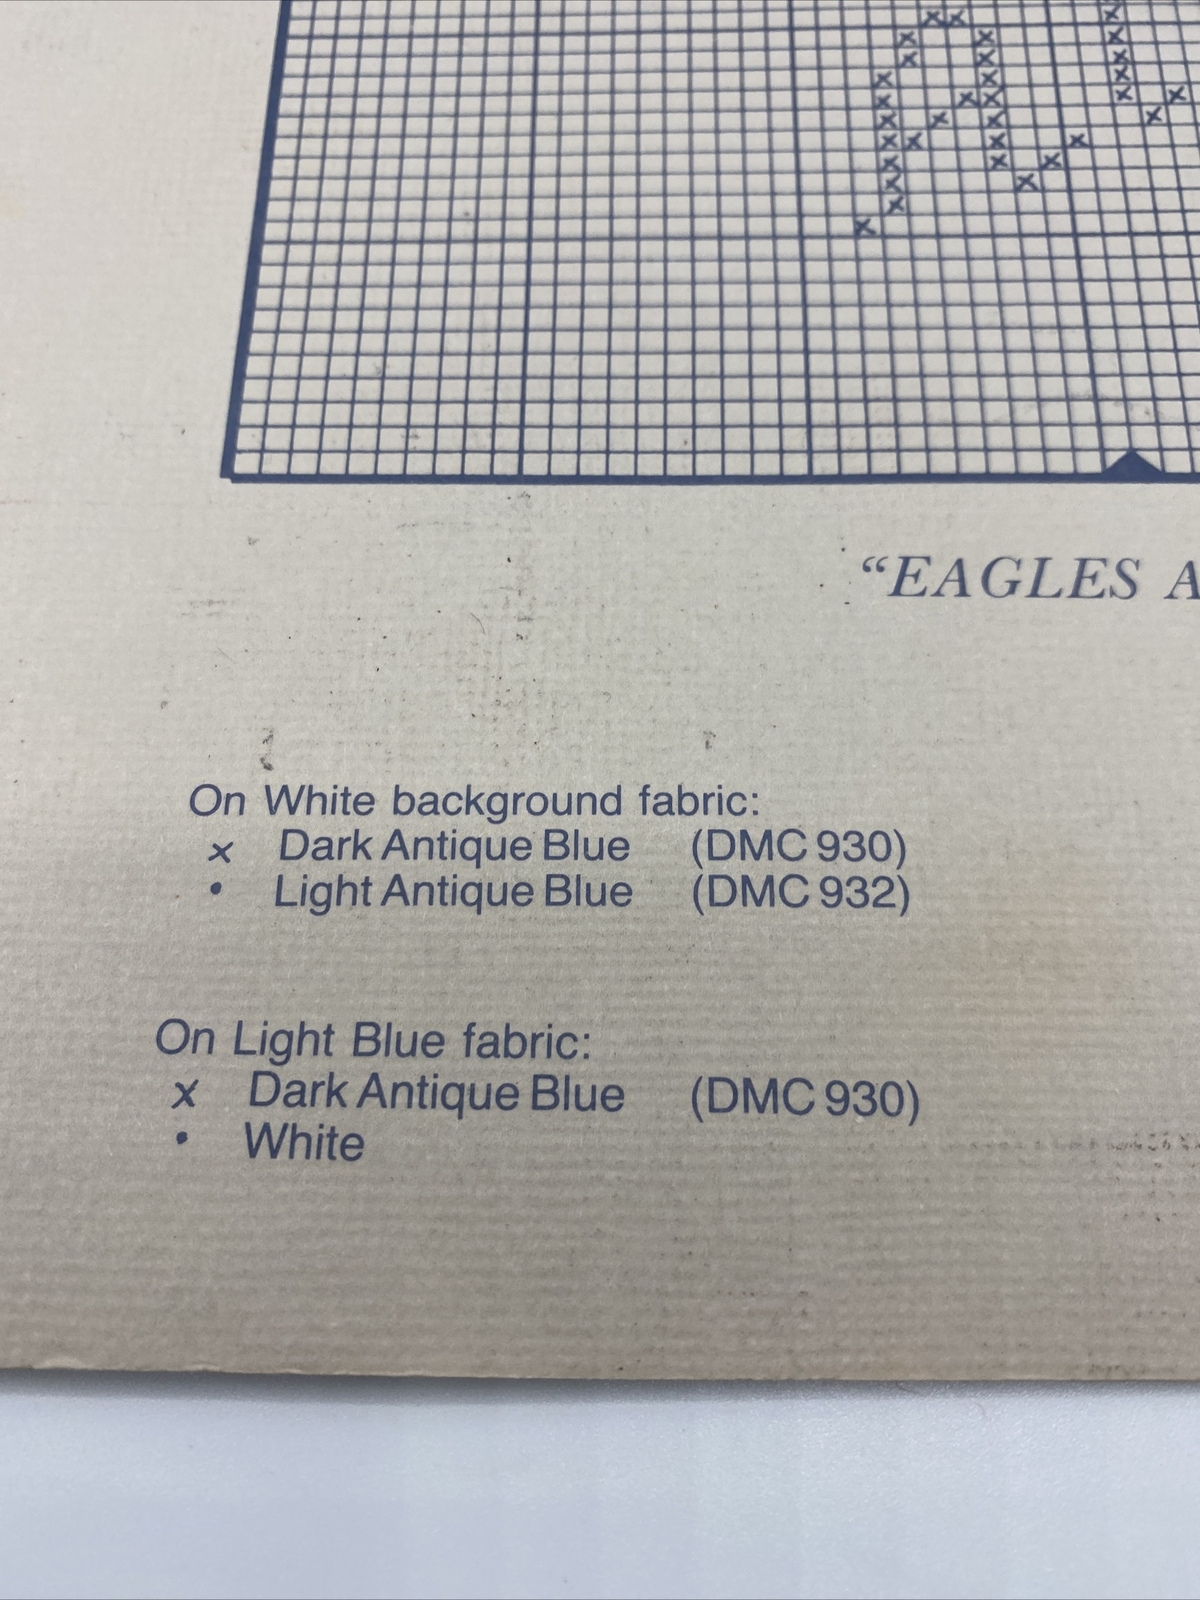 “EAGLES A
On White background fabric:
x Dark Antique Blue (DMC 930)
• Light Antique Blue (DMC 932)
On Light Blue fabric:
x Dark Antique Blue (DMC 930)
• White